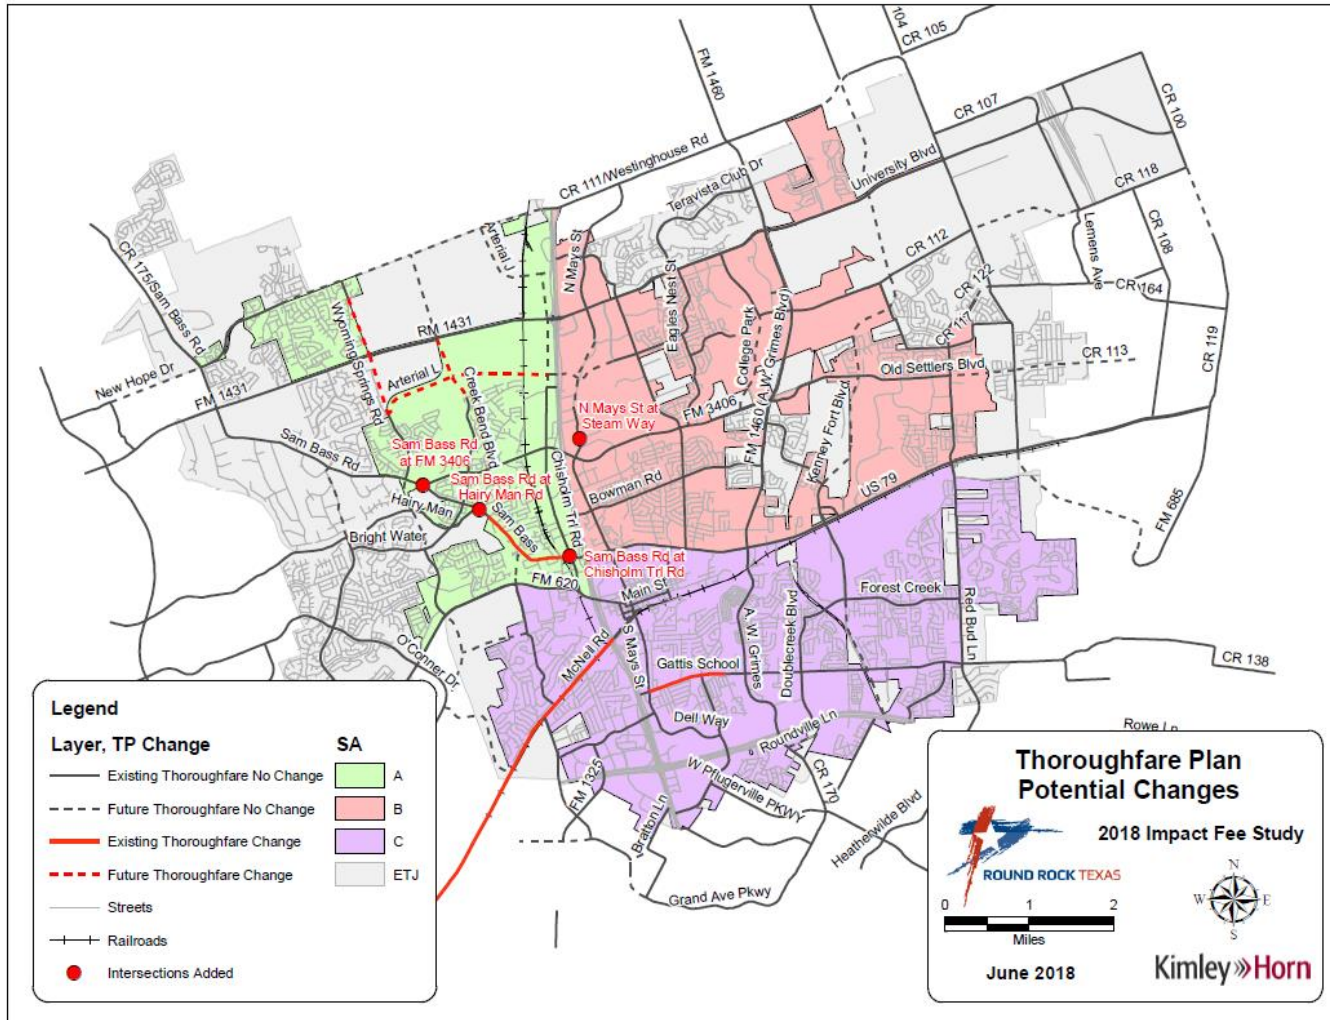 104
CR 105
FM 1460
CR 107
CR 100
CR 111/Westinghouse Rd
University Blvd
Teravista Club Dr
CR 118
Arterial J
N Mays St
CR 112
Lemens Ave
CR 108
CR 175/Sam Bass Rd
Eagles Nest St
CR 122
CR 164
Wyoming Springs Rd
RM 1431
College Park
FM 1460 (A.W. Grimes Blvd)
CR 117
CR 119
New Hope Dr
Arterial L
Creek Bend Blvd
Old Settlers Blvd
CR 113
FM 1431
N Mays St at
Steam Way
FM 3406
Kenney Fort Blvd
Sam Bass Rd
Sam Bass Rd
at FM 3406
Sam Bass Rd at
Hairy Man Rd
Chisholm Trl Rd
Bowman Rd
US 79
Hairy Man
Sam Bass
FM 685
Bright Water
Sam Bass Rd at
Chisholm Trl Rd
FM 620
Main St
Forest Creek
Red Bud Ln
O'Conner Dr.
McNeil Rd
S Mays St
A. W. Grimes
Doublecreek Blvd
Gattis School
CR 138
Dell Way
Roundville Ln
Rowe Ln
FM 1325
W Pflugerville PKWY
CR 170
Bratton Ln
Heatherwilde Blvd
Grand Ave Pkwy
Legend
Layer, TP Change
SA
Existing Thoroughfare No Change
A
Future Thoroughfare No Change
B
Existing Thoroughfare Change
C
Future Thoroughfare Change
ETJ
Streets
Railroads
Intersections Added
Thoroughfare Plan
Potential Changes
2018 Impact Fee Study
ROUND ROCK TEXAS
N
W E
S
0 1 2
Miles
June 2018
Kimley»Horn